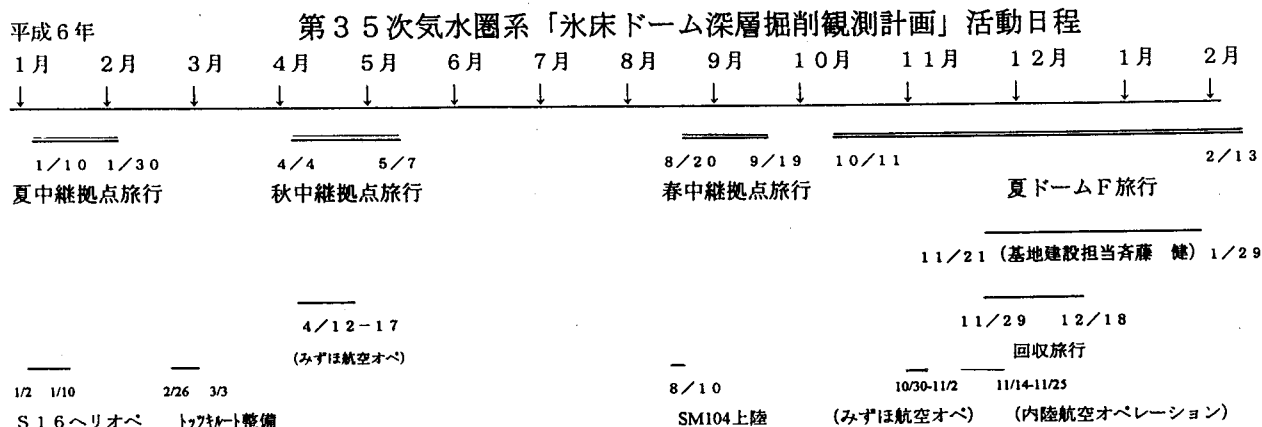 平成６年
第３５次気水圏系「氷床ドーム深層掘削観測計画」活動日程
１月 ２月 ３月 ４月 ５月 ６月 ７月 ８月 ９月 １０月 １１月 １２月 １月 ２月
１／１０ １／３０ ４／４ ５／７ ８／２０ ９／１９ １０／１１ ２／１３
夏中継拠点旅行 秋中継拠点旅行 春中継拠点旅行 夏ドームＦ旅行
１１／２１（基地建設担当斉藤　健）１／２９
４／１２－１７ １１／２９ １２／１８
（みずほ航空オペ） 回収旅行
1/2 1/10 2/26 3/3 ８／１０ 10/30-11/2 11/14-11/25
Ｓ１６ヘリオペ トッツキルート整備 SM104上陸 （みずほ航空オペ） （内陸航空オペレーション）